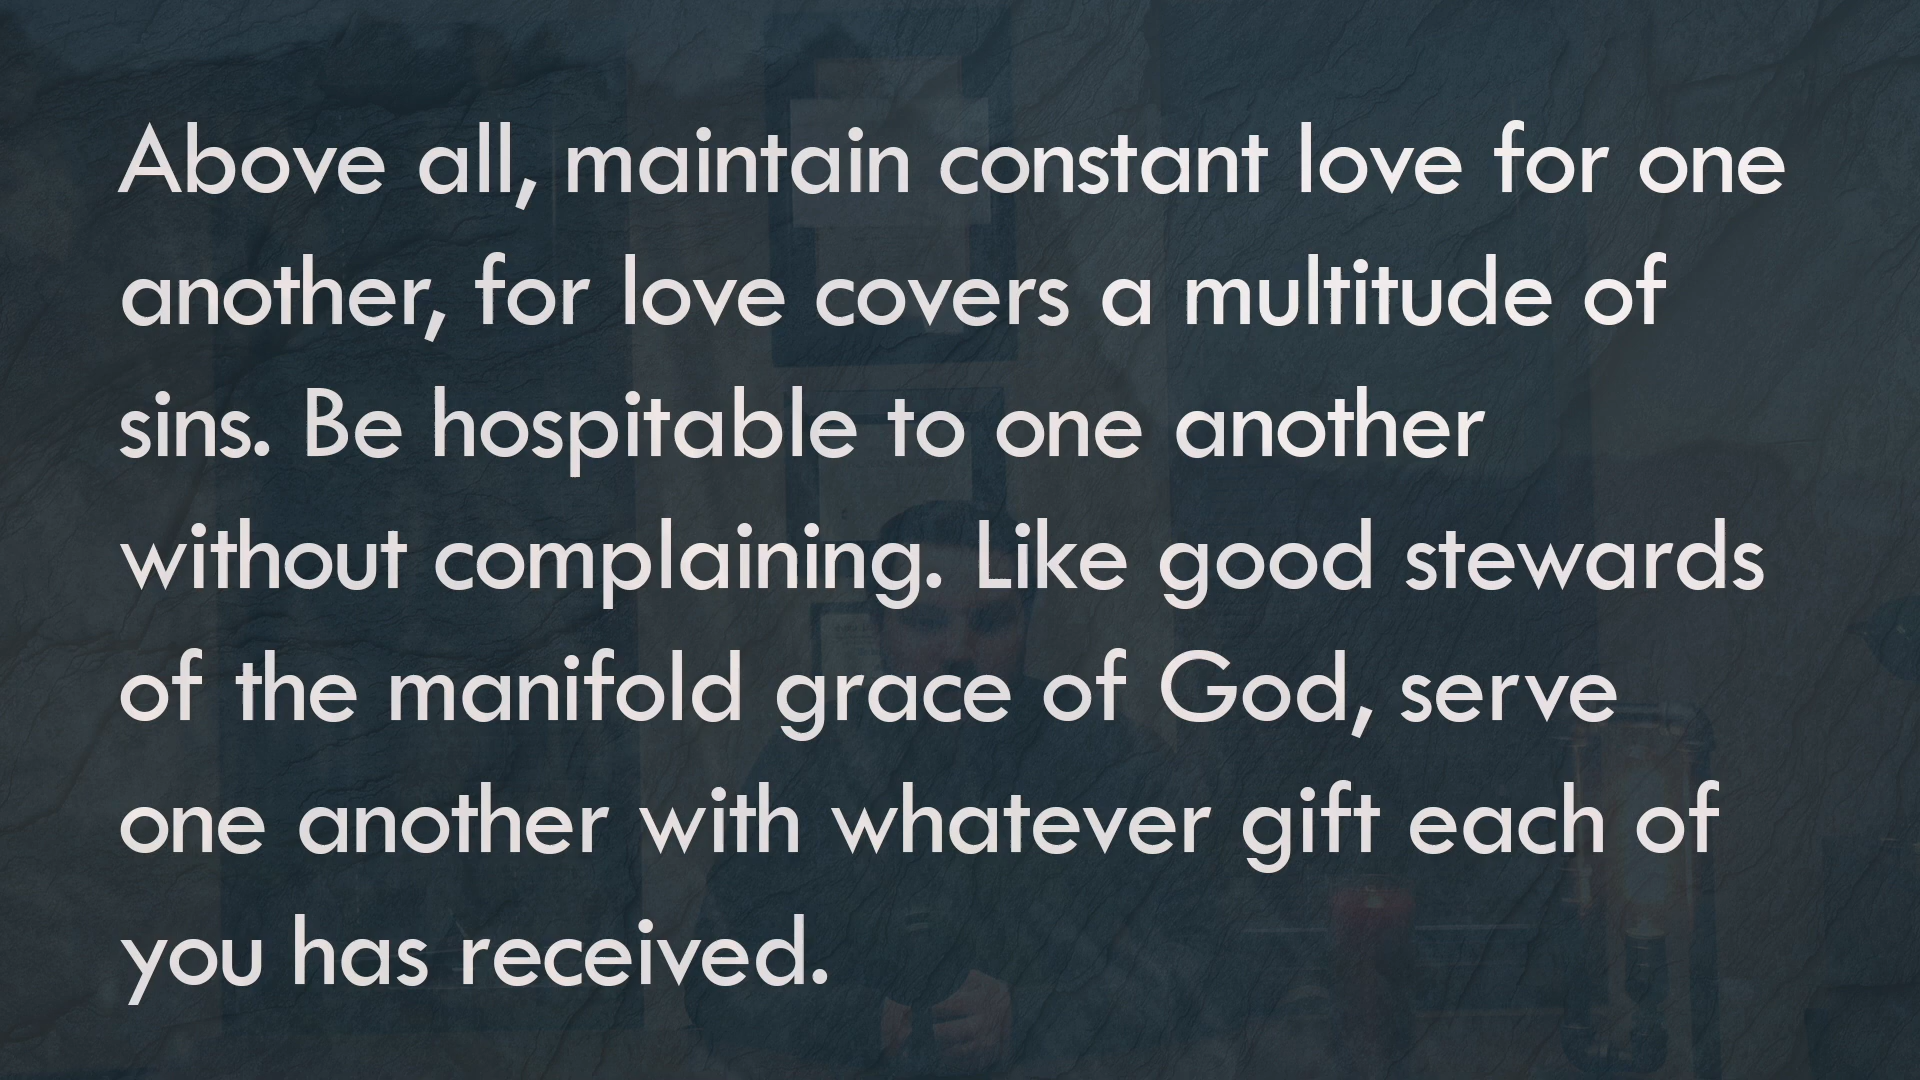 Above all, maintain constant love for one
another, for love covers a multitude of
sins. Be hospitable to one another
without complaining. Like good stewards
of the manifold grace of God, serve
one another with whatever gift each of
you has received.